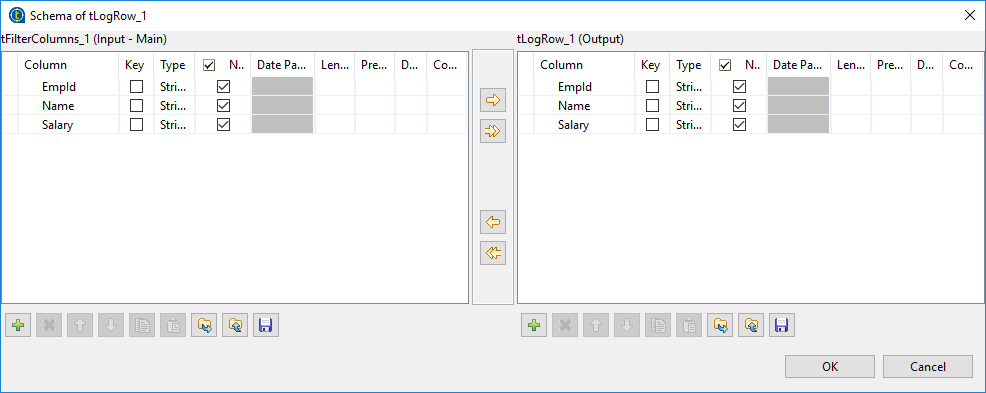 Schema of tLogRow_1
tFilterColumns_1 (Input - Main)
Column Key Type N.. Date Pa... Len... Pre... D... Co...
EmpId Stri...
Name Stri...
Salary Stri...
tLogRow_1 (Output)
Column Key Type N.. Date Pa... Len... Pre... D... Co...
EmpId Stri...
Name Stri...
Salary Stri...
OK Cancel